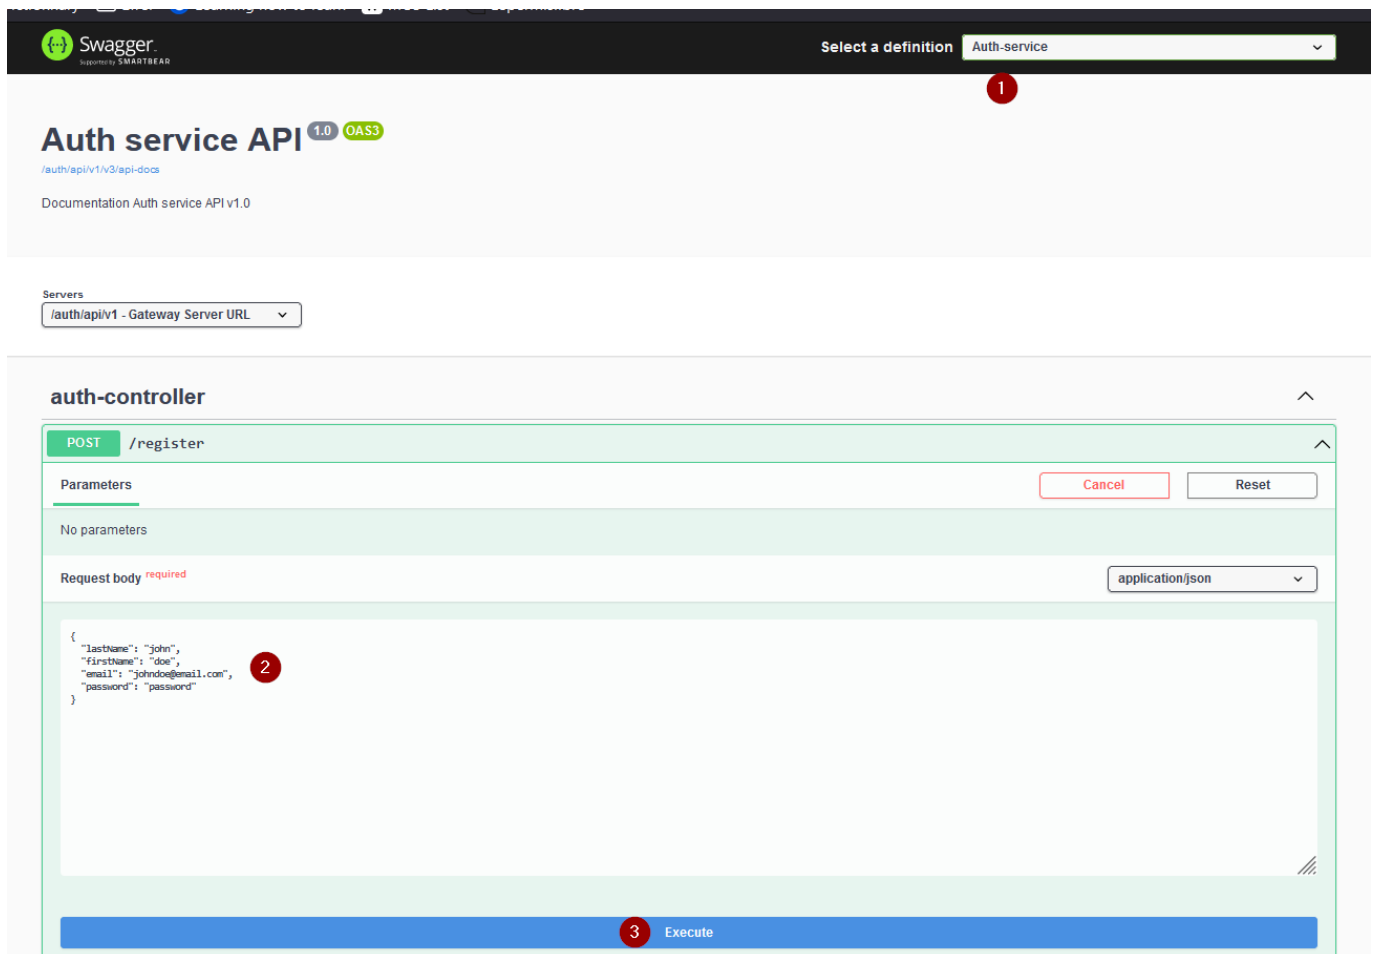 Swagger.
Supported by SMARTBEAR
Select a definition
Auth-service
1
Auth service API 1.0 OAS3
/auth/api/v1/v3/api-docs
Documentation Auth service API v1.0
Servers
/auth/api/v1 - Gateway Server URL
auth-controller
POST /register
Parameters
Cancel
Reset
No parameters
Request body required
application/json
{
"lastName": "john",
"firstName": "doe",
"email": "johndoe@email.com",
"password": "password"
}
2
3 Execute